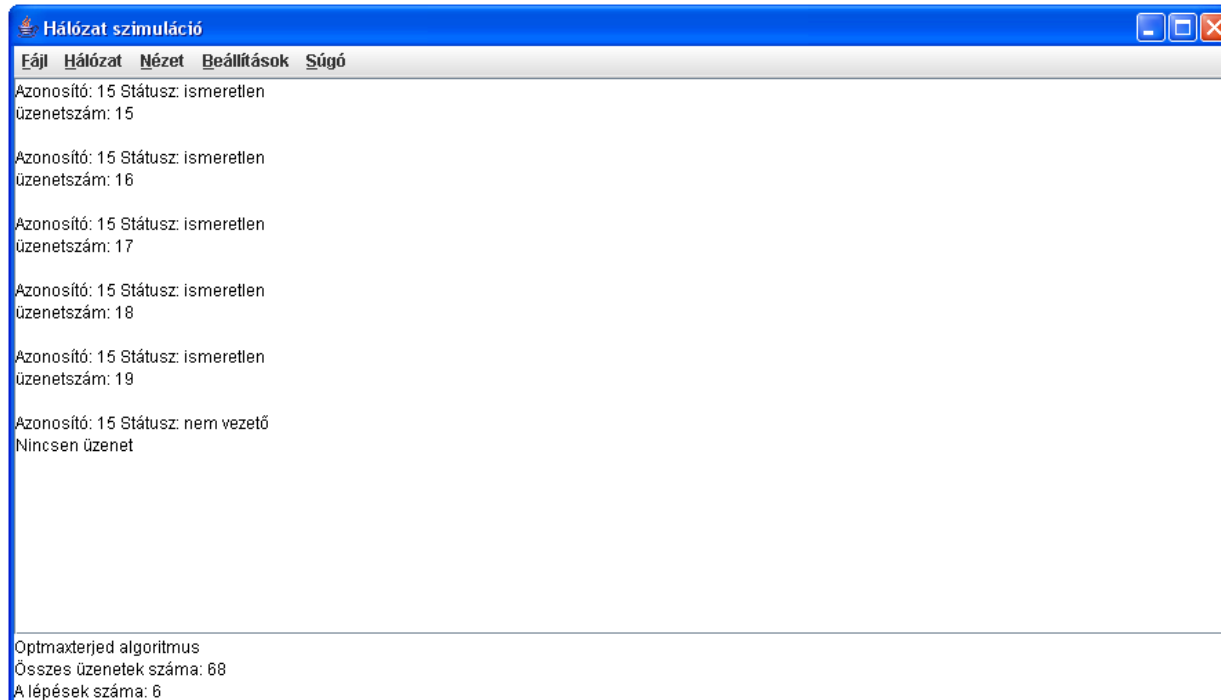 Hálózat szimuláció
Fájl Hálózat Nézet Beállítások Súgó
Azonosító: 15 Státusz: ismeretlen
üzenetszám: 15
Azonosító: 15 Státusz: ismeretlen
üzenetszám: 16
Azonosító: 15 Státusz: ismeretlen
üzenetszám: 17
Azonosító: 15 Státusz: ismeretlen
üzenetszám: 18
Azonosító: 15 Státusz: ismeretlen
üzenetszám: 19
Azonosító: 15 Státusz: nem vezető
Nincsen üzenet
Optmaxterjed algoritmus
Összes üzenetek száma: 68
A lépések száma: 6